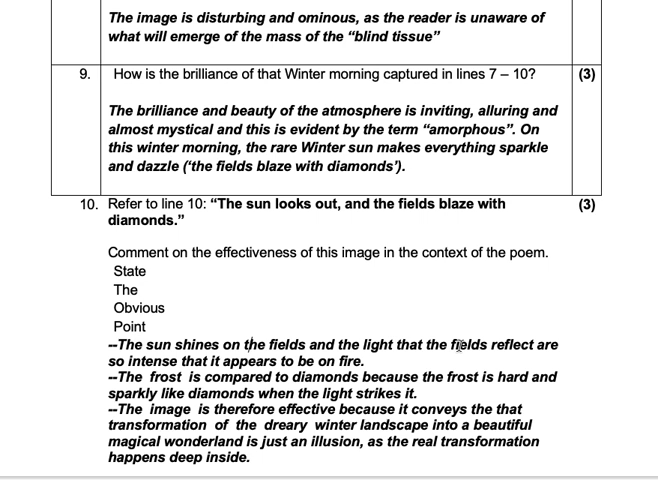 The image is disturbing and ominous, as the reader is unaware of
what will emerge of the mass of the “blind tissue”
9. How is the brilliance of that Winter morning captured in lines 7 – 10? (3)
The brilliance and beauty of the atmosphere is inviting, alluring and
almost mystical and this is evident by the term “amorphous”. On
this winter morning, the rare Winter sun makes everything sparkle
and dazzle (‘the fields blaze with diamonds’).
10. Refer to line 10: “The sun looks out, and the fields blaze with (3)
diamonds.”
Comment on the effectiveness of this image in the context of the poem.
State
The
Obvious
Point
--The sun shines on the fields and the light that the fields reflect are
so intense that it appears to be on fire.
--The frost is compared to diamonds because the frost is hard and
sparkly like diamonds when the light strikes it.
--The image is therefore effective because it conveys the that
transformation of the dreary winter landscape into a beautiful
magical wonderland is just an illusion, as the real transformation
happens deep inside.